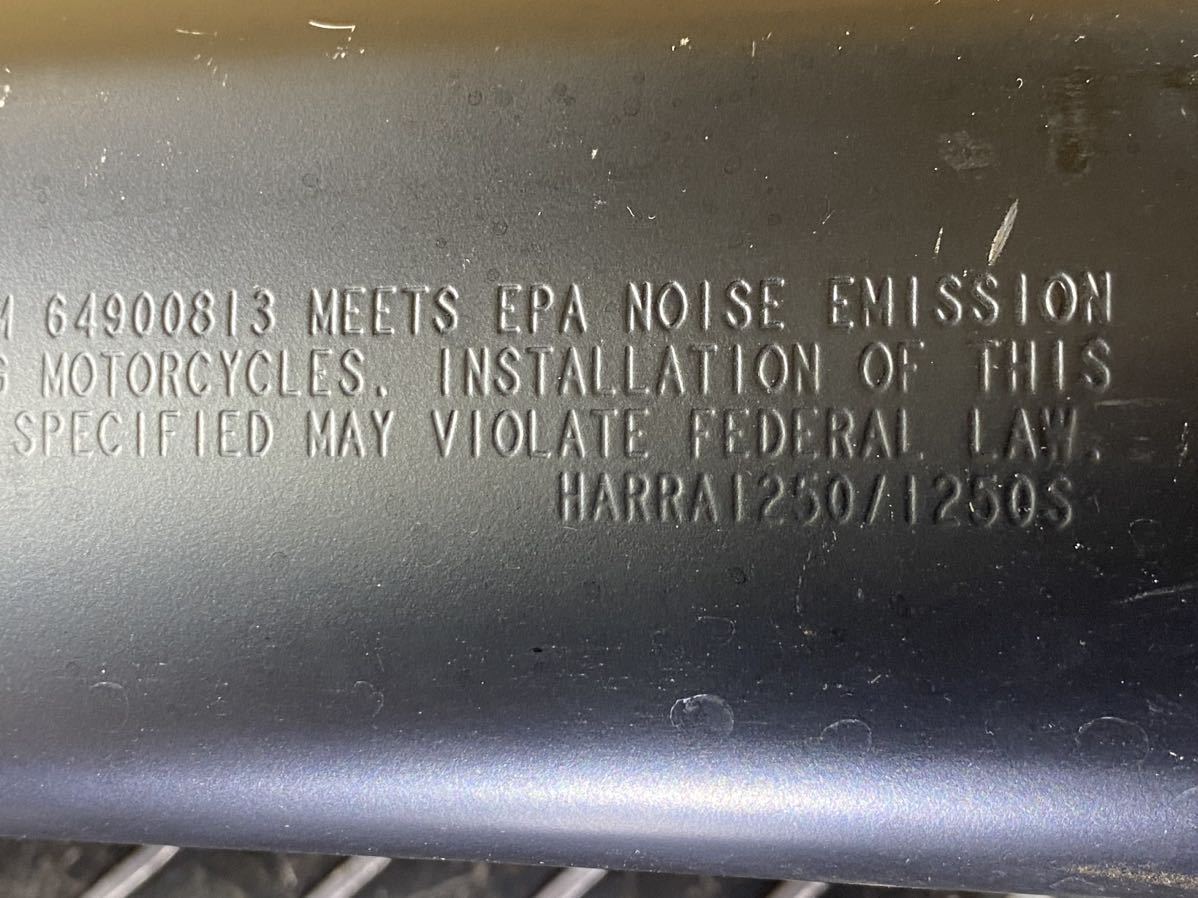 M 64900813 MEETS EPA NOISE EMISSION
G MOTORCYCLES. INSTALLATION OF THIS
SPECIFIED MAY VIOLATE FEDERAL LAW.
HARRA1250/1250S